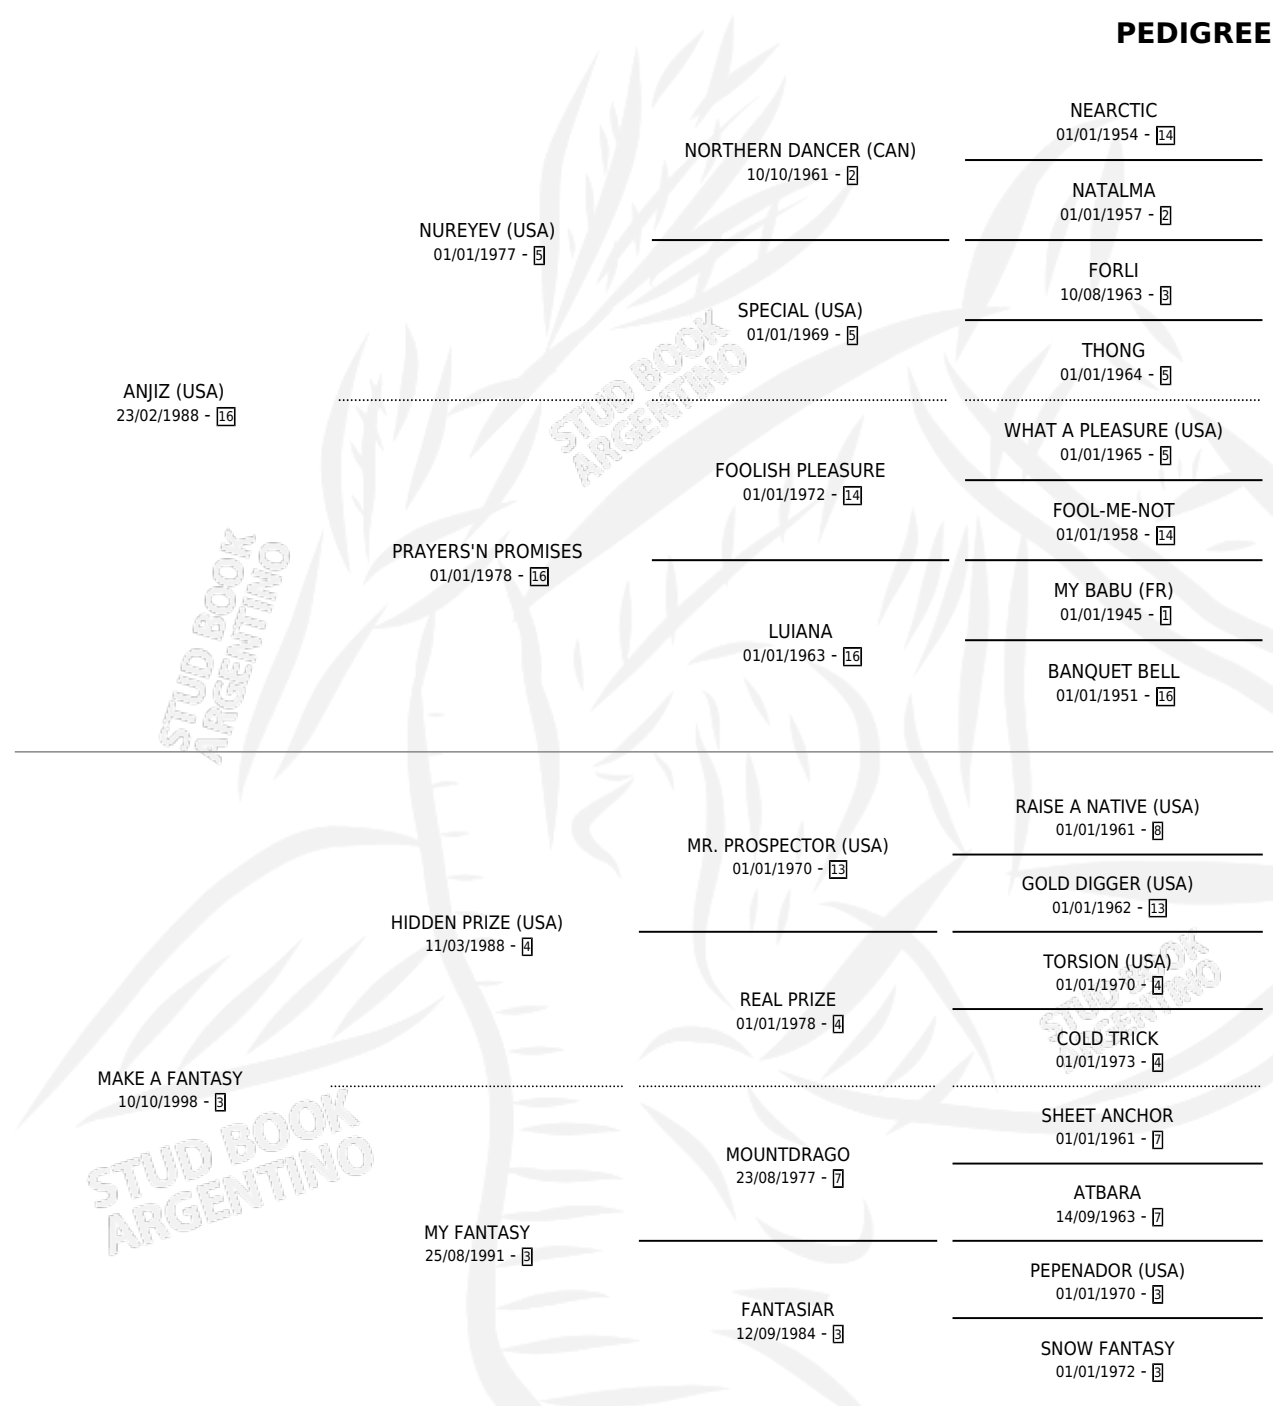 PEDIGREE
NEARCTIC
01/01/1954 - 14
NORTHERN DANCER (CAN)
10/10/1961 - 2
NATALMA
01/01/1957 - 2
NUREYEV (USA)
01/01/1977 - 5
FORLI
10/08/1963 - 3
SPECIAL (USA)
01/01/1969 - 5
THONG
01/01/1964 - 5
ANJIZ (USA)
23/02/1988 - 16
WHAT A PLEASURE (USA)
01/01/1965 - 5
FOOLISH PLEASURE
01/01/1972 - 14
FOOL-ME-NOT
01/01/1958 - 14
PRAYERS'N PROMISES
01/01/1978 - 16
MY BABU (FR)
01/01/1945 - 1
LUIANA
01/01/1963 - 16
BANQUET BELL
01/01/1951 - 16
RAISE A NATIVE (USA)
01/01/1961 - 8
MR. PROSPECTOR (USA)
01/01/1970 - 13
GOLD DIGGER (USA)
01/01/1962 - 13
HIDDEN PRIZE (USA)
11/03/1988 - 4
TORSION (USA)
01/01/1970 - 4
REAL PRIZE
01/01/1978 - 4
COLD TRICK
01/01/1973 - 4
MAKE A FANTASY
10/10/1998 - 3
SHEET ANCHOR
01/01/1961 - 7
MOUNTDRAGO
23/08/1977 - 7
ATBARA
14/09/1963 - 7
MY FANTASY
25/08/1991 - 3
PEPENADOR (USA)
01/01/1970 - 3
FANTASIAR
12/09/1984 - 3
SNOW FANTASY
01/01/1972 - 3
STUD BOOK
ARGENTINO
STUD BOOK
ARGENTINO
STUD BOOK
ARGENTINO
STUD BOOK
ARGENTINO